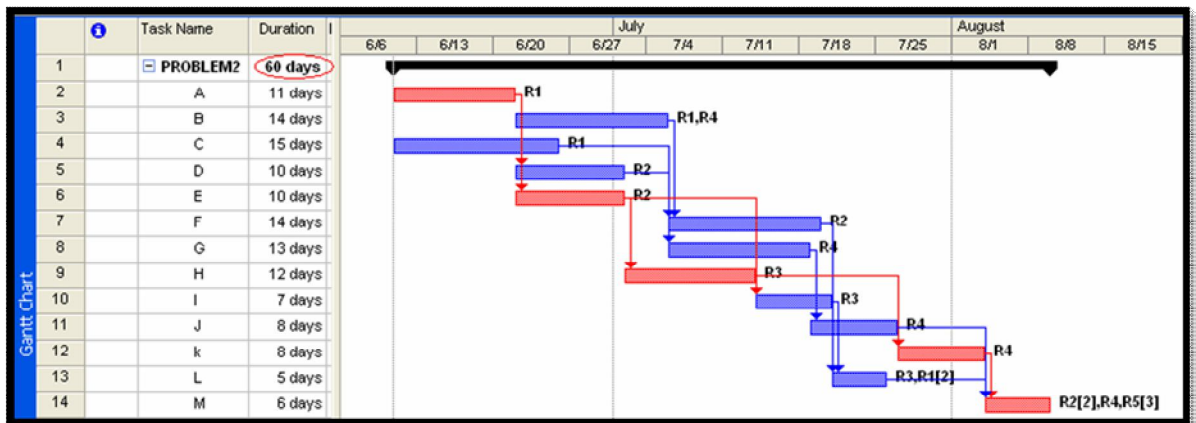 Task Name Duration July August
6/6 6/13 6/20 6/27 7/4 7/11 7/18 7/25 8/1 8/8 8/15
1 PROBLEM2 60 days
2 A 11 days R1
3 B 14 days R1,R4
4 C 15 days R1
5 D 10 days R2
6 E 10 days R2
7 F 14 days R2
8 G 13 days R4
9 H 12 days R3
10 I 7 days R3
11 J 8 days R4
12 k 8 days R4
13 L 5 days R3,R1[2]
14 M 6 days R2[2],R4,R5[3]
Gantt Chart